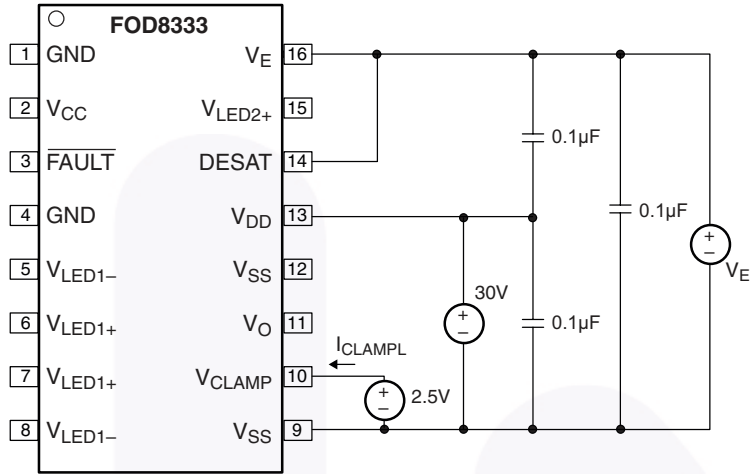 FOD8333
1 GND VE 16
2 VCC VLED2+ 15
3 FAULT DESAT 14
4 GND VDD 13
5 VLED1– VSS 12
6 VLED1+ VO 11
7 VLED1+ VCLAMP 10
8 VLED1– VSS 9
0.1µF
0.1µF
+
–
VE
30V
+
–
0.1µF
ICLAMPL
+
–
2.5V